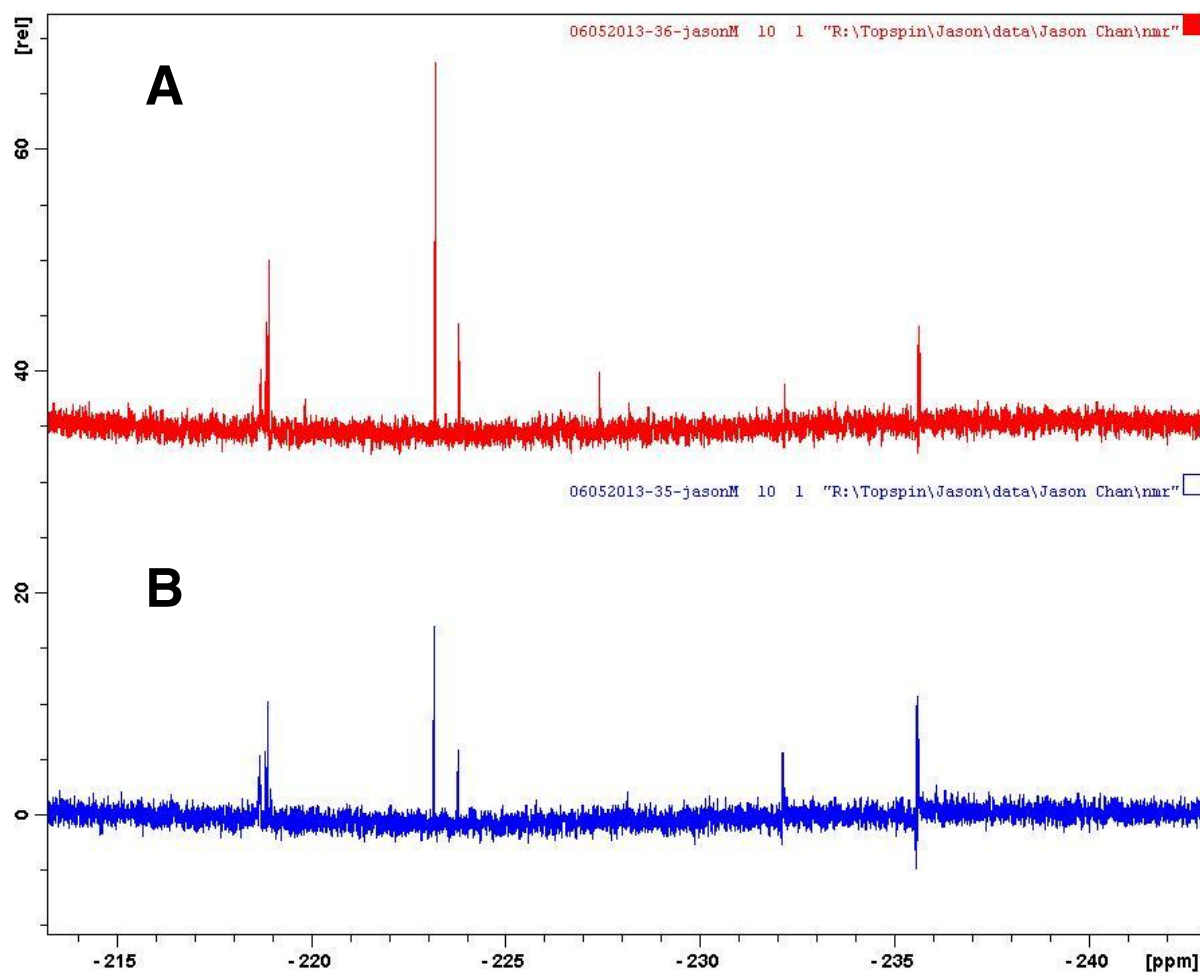 [rel]
06052013-36-jasonM 10 1 "R:\Topspin\Jason\data\Jason Chan\nmr"
A
60
40
06052013-35-jasonM 10 1 "R:\Topspin\Jason\data\Jason Chan\nmr"
B
20
0
-215 -220 -225 -230 -235 -240 [ppm]